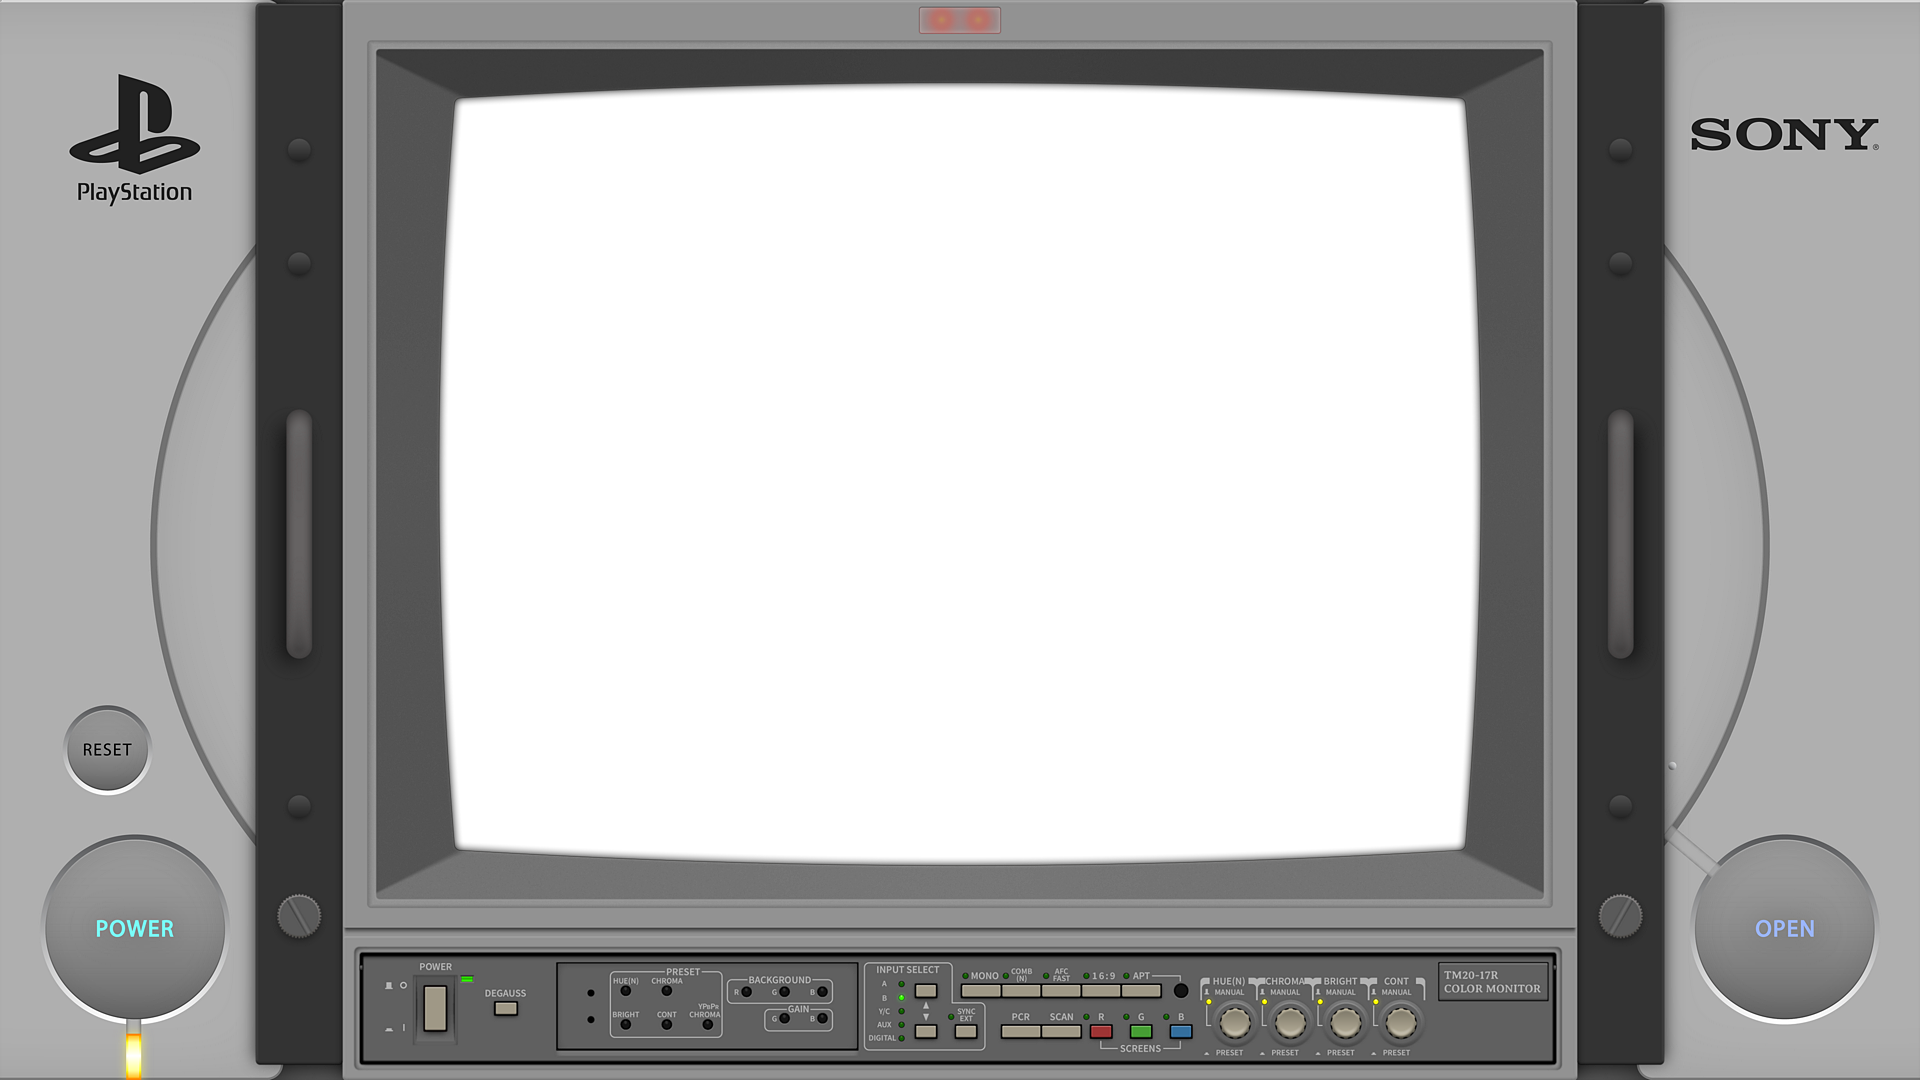 PlayStation
SONY
RESET
POWER
OPEN
POWER
DEGAUSS
PRESET
HUE(N)
CHROMA
BRIGHT
CONT
YPBPR
CHROMA
BACKGROUND
R G B
GAIN
G B
INPUT SELECT
A
B
Y/C
AUX
DIGITAL
SYNC
EXT
MONO
COMB
(N)
AFC
FAST
16:9
APT
PCR
SCAN
R
G
B
SCREENS
HUE(N)
CHROMA
BRIGHT
CONT
MANUAL
MANUAL
MANUAL
MANUAL
PRESET
PRESET
PRESET
PRESET
TM20-17R
COLOR MONITOR